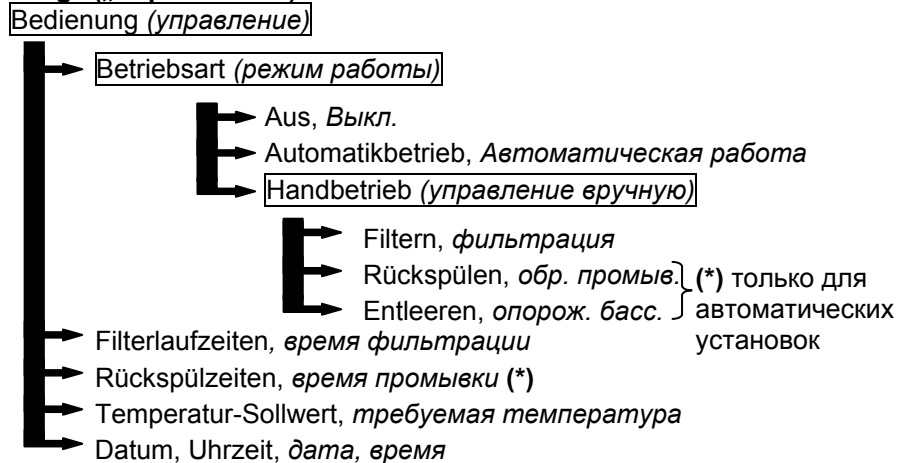 Bedienung (управление)
Betriebsart (режим работы)
Aus, Выкл.
Automatikbetrieb, Автоматическая работа
Handbetrieb (управление вручную)
Filtern, фильтрация
Rückspülen, обр. промыв.
Entleeren, опорож. басс.
(*) только для
автоматических
установок
Filterlaufzeiten, время фильтрации
Rückspülzeiten, время промывки (*)
Temperatur-Sollwert, требуемая температура
Datum, Uhrzeit, дата, время